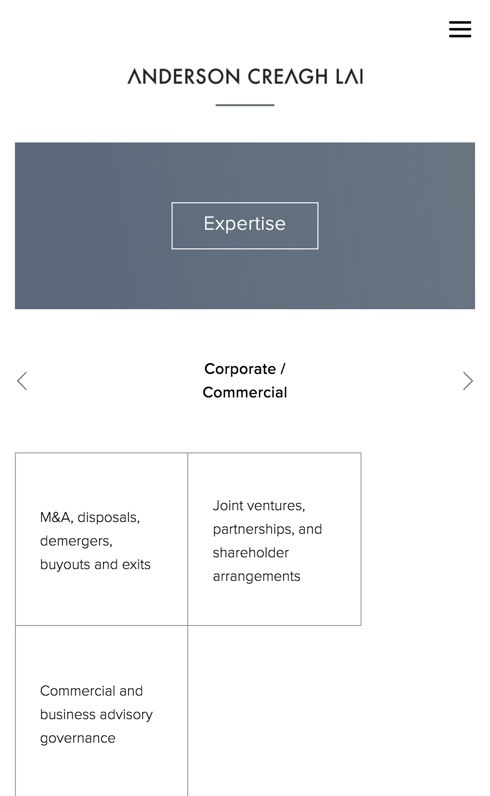 ANDERSON CREAGH LAI
Expertise
Corporate /
Commercial
M&A, disposals,
demergers,
buyouts and exits
Joint ventures,
partnerships, and
shareholder
arrangements
Commercial and
business advisory
governance